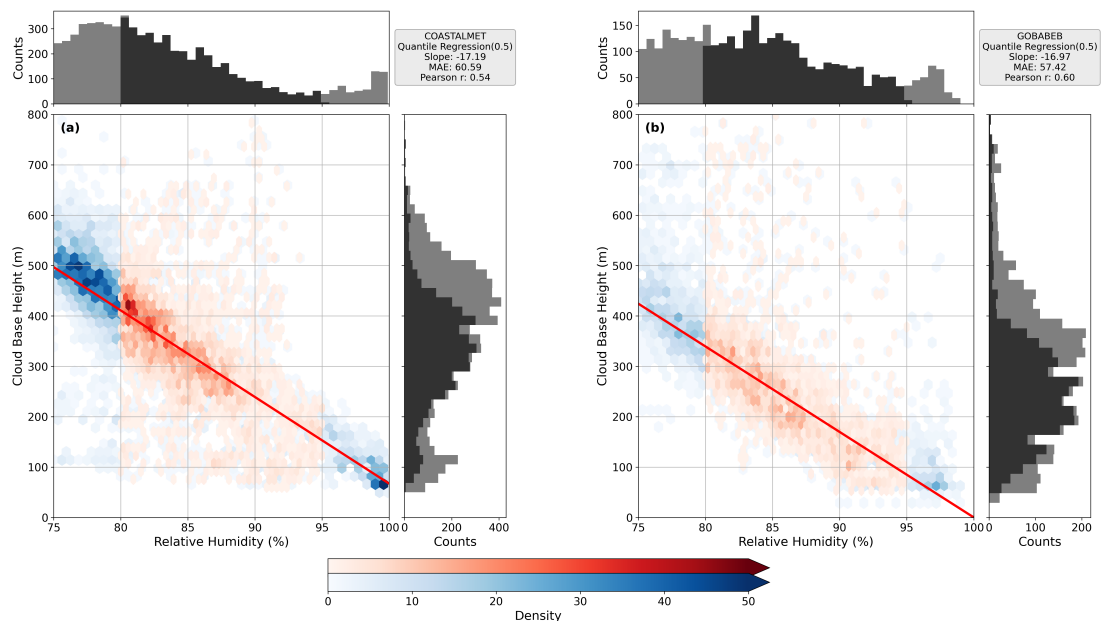 300
200
100
0
Counts
COASTALMET
Quantile Regression(0.5)
Slope: -17.19
MAE: 60.59
Pearson r: 0.54
150
100
50
0
Counts
GOBABEB
Quantile Regression(0.5)
Slope: -16.97
MAE: 57.42
Pearson r: 0.60
(a)
800
700
600
500
400
300
200
100
0
Cloud Base Height (m)
75 80 85 90 95 100
Relative Humidity (%)
0 200 400
Counts
(b)
800
700
600
500
400
300
200
100
0
Cloud Base Height (m)
75 80 85 90 95 100
Relative Humidity (%)
0 100 200
Counts
0 10 20 30 40 50
Density